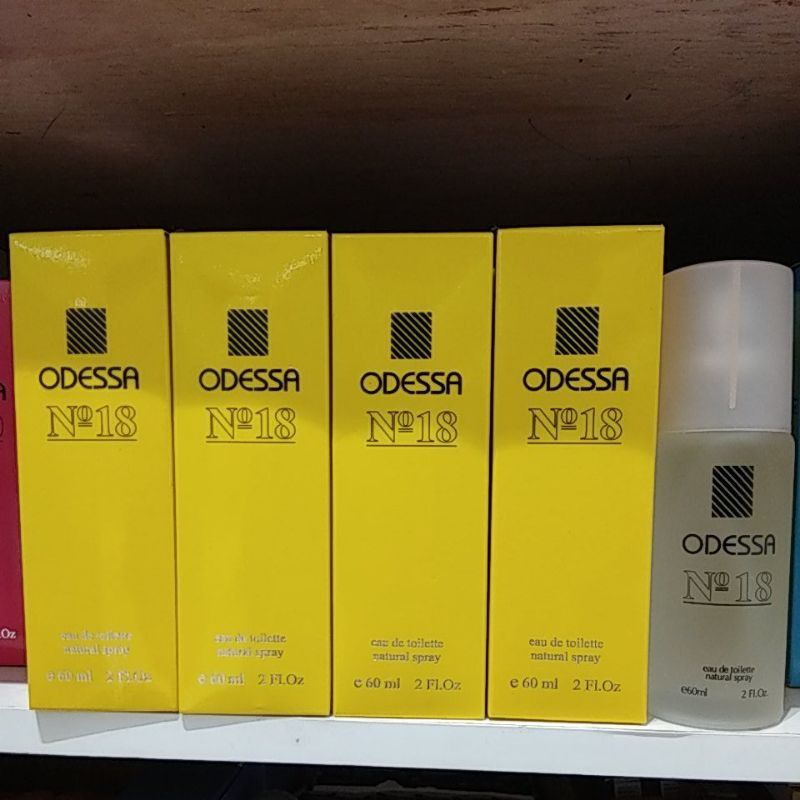 ODESSA
Nº18
eau de toilette
natural spray
e 60 ml 2 Fl.Oz
ODESSA
Nº18
eau de toilette
natural spray
e 60 ml 2 Fl.Oz
ODESSA
Nº18
eau de toilette
natural spray
e 60 ml 2 Fl.Oz
ODESSA
Nº18
eau de toilette
natural spray
e 60 ml 2 Fl.Oz
ODESSA
Nº 18
eau de toilette
natural spray
e60ml 2 Fl.Oz.